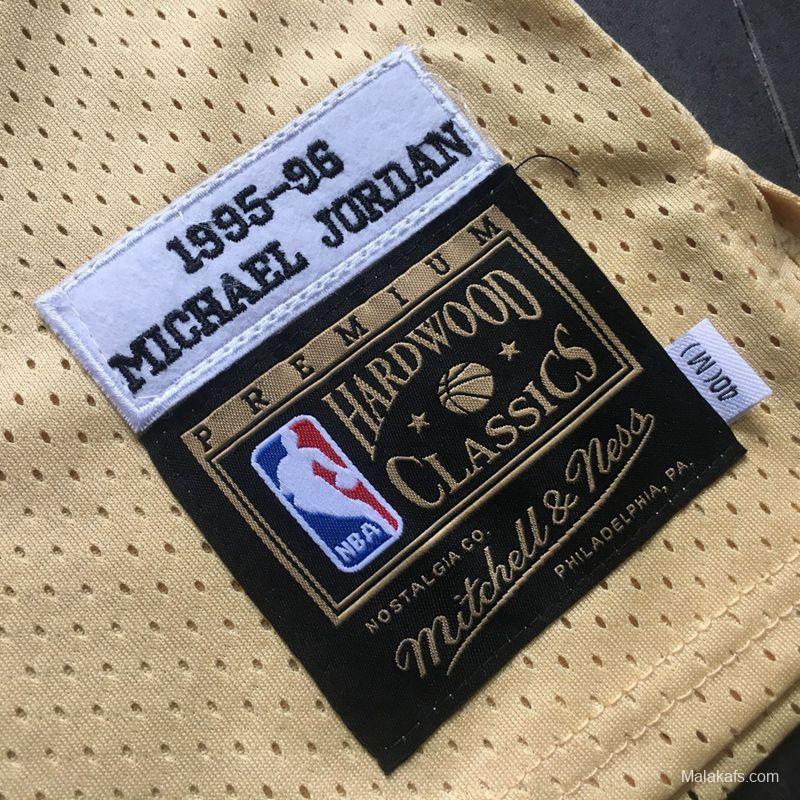 1995-96
MICHAEL JORDAN
PREMIUM
HARDWOOD
CLASSICS
NBA
NOSTALGIA CO.
Mitchell & Ness
PHILADELPHIA, PA.
40(M)
Malakafs.com